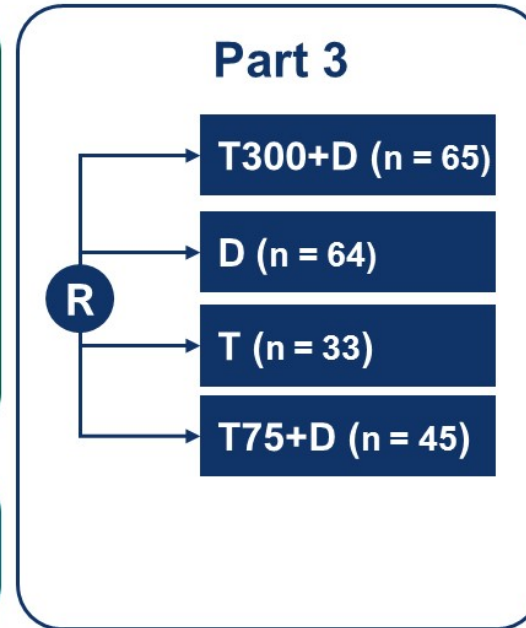 Part 3
T300+D (n = 65)
D (n = 64)
R
T (n = 33)
T75+D (n = 45)